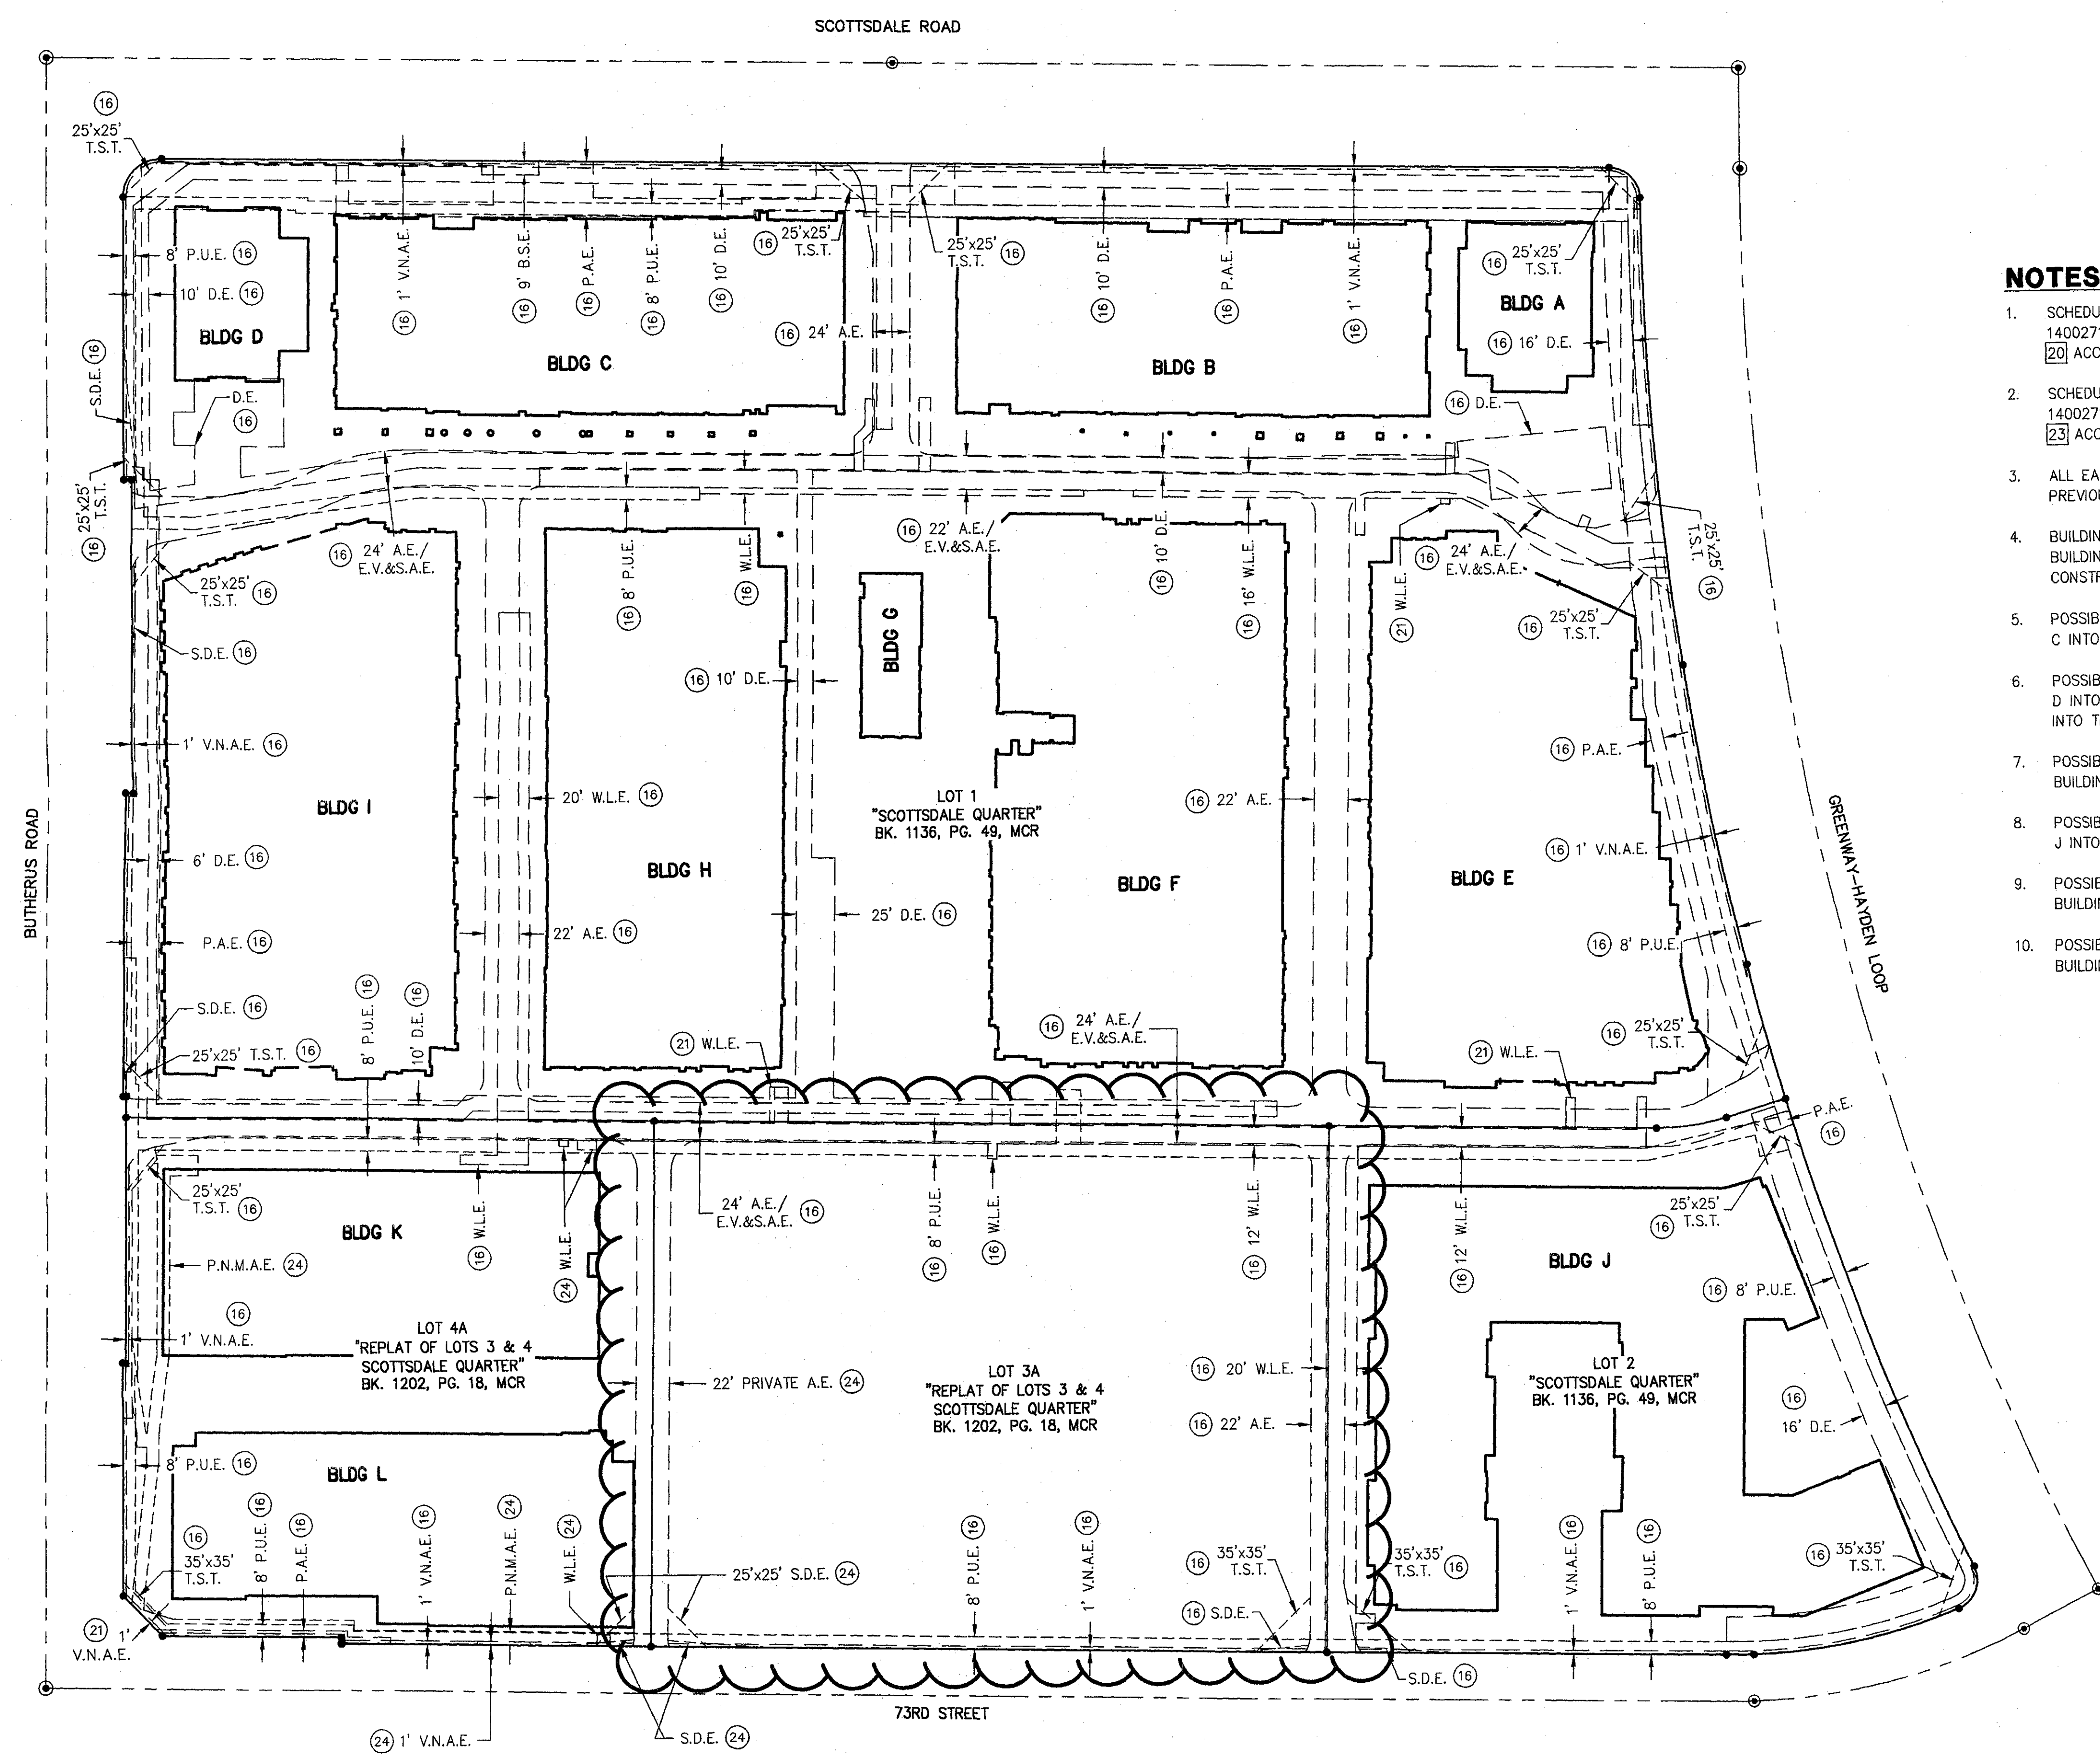 SCOTTSDALE ROAD
16
25'x25'
T.S.T.
8' P.U.E. 16
10' D.E. 16
BLDG D
S.D.E. 16
D.E.
16
25'x25'
T.S.T.
16
16 1' V.N.A.E.
16 9' B.S.E.
16 P.A.E.
16 8' P.U.E.
16 10' D.E.
16 25'x25'
T.S.T.
25'x25'
T.S.T. 16
16 24' A.E.
BLDG C
16 10' D.E.
16 P.A.E.
16 1' V.N.A.E.
BLDG B
16 25'x25'
T.S.T.
BLDG A
16 16' D.E.
16 D.E.
NOTES
1. SCHEDU
140027
20 ACC
2. SCHEDU
140027
23 ACC
3. ALL EA
PREVIO
4. BUILDIN
BUILDIN
CONSTR
5. POSSIB
C INTO
6. POSSIB
D INTO
INTO T
7. POSSIB
BUILDIN
8. POSSIB
J INTO
9. POSSIB
BUILDIN
10. POSSIB
BUILDIN
16 24' A.E./
E.V.&S.A.E.
25'x25'
T.S.T. 16
16 8' P.U.E.
16 W.L.E.
16 22' A.E./
E.V.&S.A.E.
16 10' D.E.
16 16' W.L.E.
21 W.L.E.
16 24' A.E./
E.V.&S.A.E.
25'x25'
T.S.T. 16
16 25'x25'
T.S.T.
S.D.E. 16
BLDG G
16 10' D.E.
1' V.N.A.E. 16
16 P.A.E.
BLDG I
20' W.L.E. 16
LOT 1
"SCOTTSDALE QUARTER"
BK. 1136, PG. 49, MCR
16 22' A.E.
16 1' V.N.A.E.
BUTHERUS ROAD
GREENWAY-HAYDEN LOOP
6' D.E. 16
BLDG H
BLDG F
BLDG E
25' D.E. 16
22' A.E. 16
P.A.E. 16
16 8' P.U.E.
S.D.E. 16
8' P.U.E. 16
10' D.E. 16
25'x25' T.S.T. 16
21 W.L.E.
16 24' A.E./
E.V.&S.A.E.
21 W.L.E.
16 25'x25'
T.S.T.
P.A.E.
16
25'x25'
T.S.T. 16
BLDG K
16 W.L.E.
24 W.L.E.
24' A.E./
E.V.&S.A.E. 16
16 8' P.U.E.
16 W.L.E.
16 12' W.L.E.
16 12' W.L.E.
25'x25'
16 T.S.T.
BLDG J
P.N.M.A.E. 24
16 8' P.U.E.
16
1' V.N.A.E.
LOT 4A
"REPLAT OF LOTS 3 & 4
SCOTTSDALE QUARTER"
BK. 1202, PG. 18, MCR
22' PRIVATE A.E. 24
LOT 3A
"REPLAT OF LOTS 3 & 4
SCOTTSDALE QUARTER"
BK. 1202, PG. 18, MCR
16 20' W.L.E.
16 22' A.E.
LOT 2
"SCOTTSDALE QUARTER"
BK. 1136, PG. 49, MCR
16
16' D.E.
8' P.U.E. 16
BLDG L
16
35'x35'
T.S.T.
8' P.U.E. 16
P.A.E. 16
1' V.N.A.E. 16
P.N.M.A.E. 24
W.L.E. 24
25'x25' S.D.E. 24
8' P.U.E. 16
1' V.N.A.E. 16
16 35'x35'
T.S.T.
35'x35'
T.S.T. 16
16 S.D.E.
1' V.N.A.E. 16
8' P.U.E. 16
16 35'x35'
T.S.T.
21 1'
V.N.A.E.
S.D.E. 16
73RD STREET
24 1' V.N.A.E.
S.D.E. 24